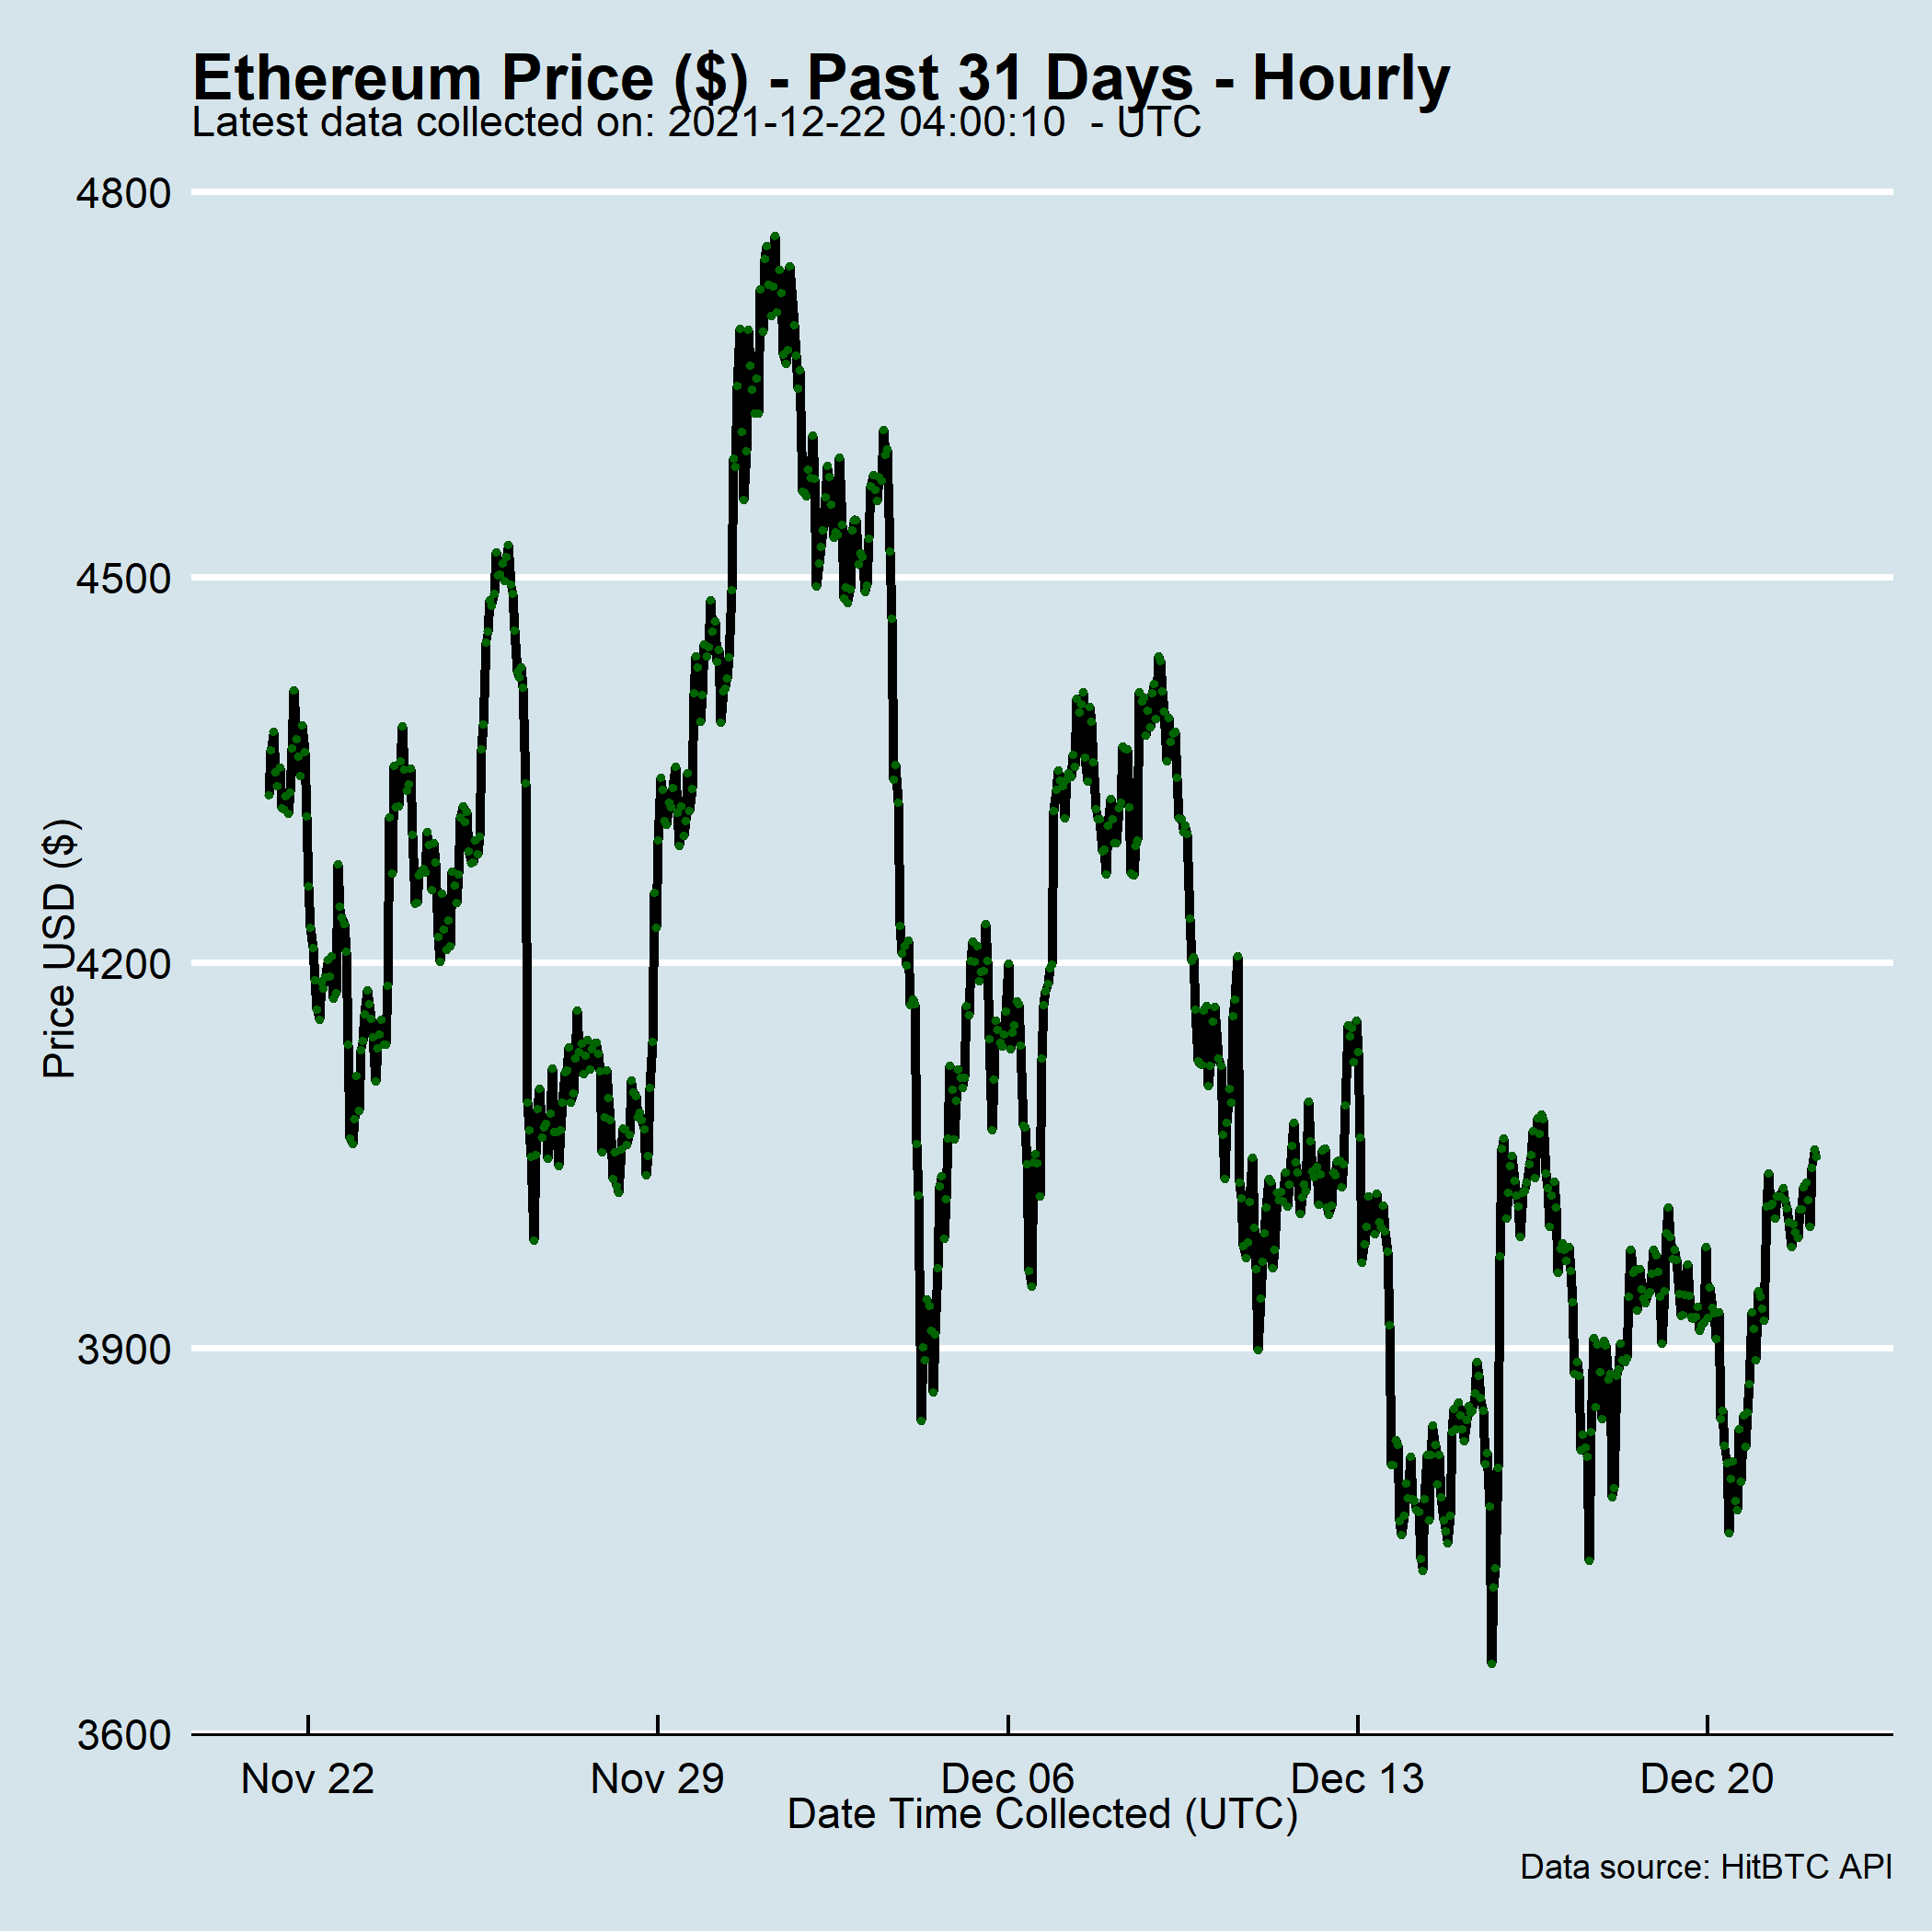 Ethereum Price ($) - Past 31 Days - Hourly
Latest data collected on: 2021-12-22 04:00:10  - UTC
4800
4500
4200
3900
3600
Price USD ($)
Nov 22 Nov 29 Dec 06 Dec 13 Dec 20
Date Time Collected (UTC)
Data source: HitBTC API